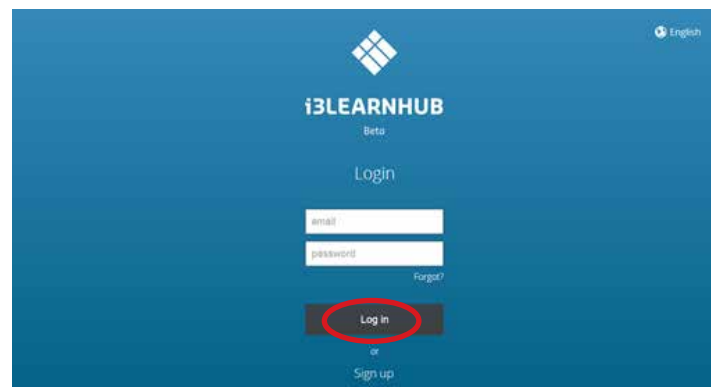 English
i3LEARNHUB
Beta
Login
email
password
Forgot?
Log in
or
Sign up